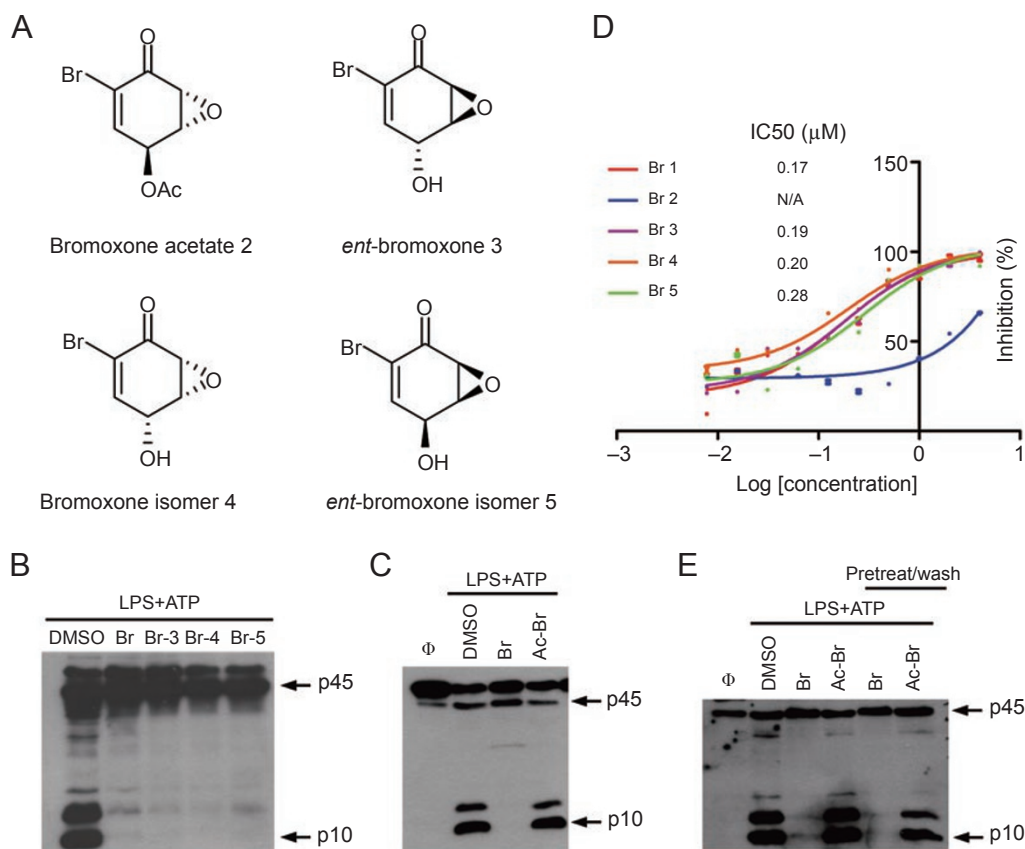 A
O
Br
O
OAc
Bromoxone acetate 2
O
Br
O
OH
ent-bromoxone 3
O
Br
O
OH
Bromoxone isomer 4
O
Br
O
OH
ent-bromoxone isomer 5
D
IC50 (μM)
Br 1 0.17
Br 2 N/A
Br 3 0.19
Br 4 0.20
Br 5 0.28
150
100
50
Inhibition (%)
–3 –2 –1 0 1
Log [concentration]
B
LPS+ATP
DMSO Br Br-3 Br-4 Br-5
p45
p10
C
LPS+ATP
Φ DMSO Br Ac-Br
p45
p10
E
Pretreat/wash
LPS+ATP
Φ DMSO Br Ac-Br Br Ac-Br
p45
p10